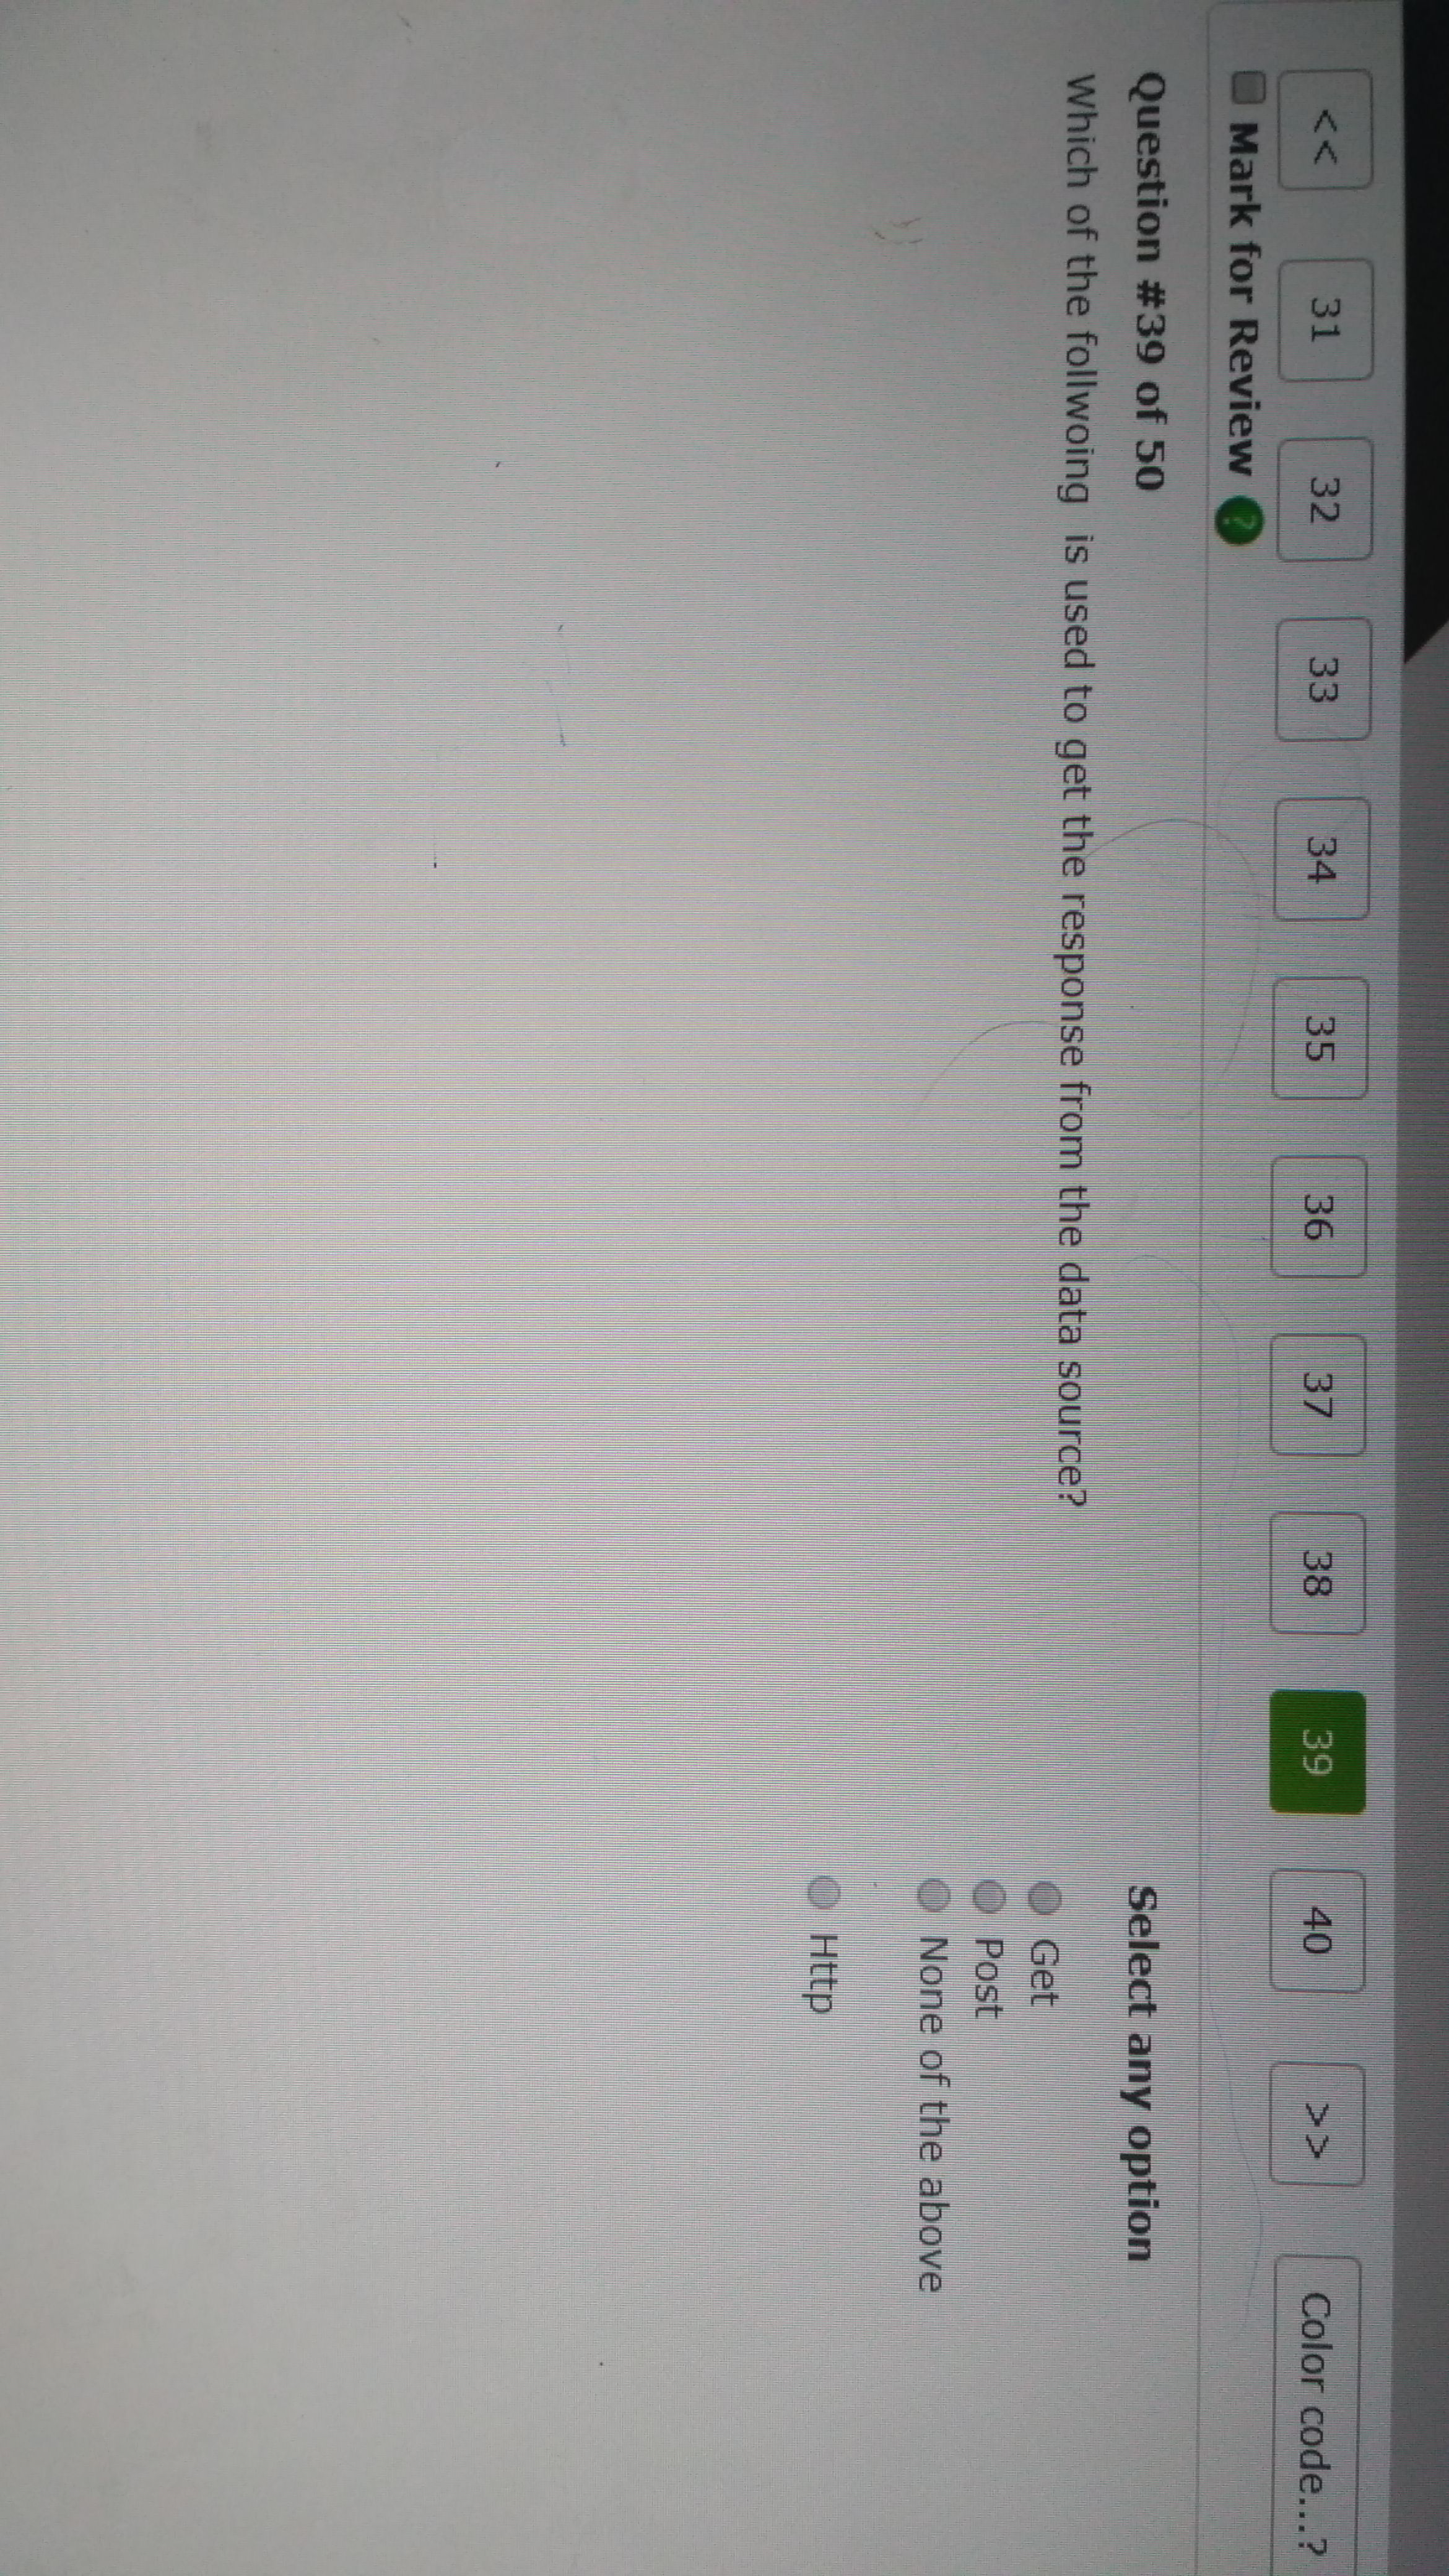 << 31 32 33 34 35 36 37 38 39 40 >> Color code...?
Mark for Review ?
Question #39 of 50
Which of the follwoing is used to get the response from the data source?
Select any option
Get
Post
None of the above
Http